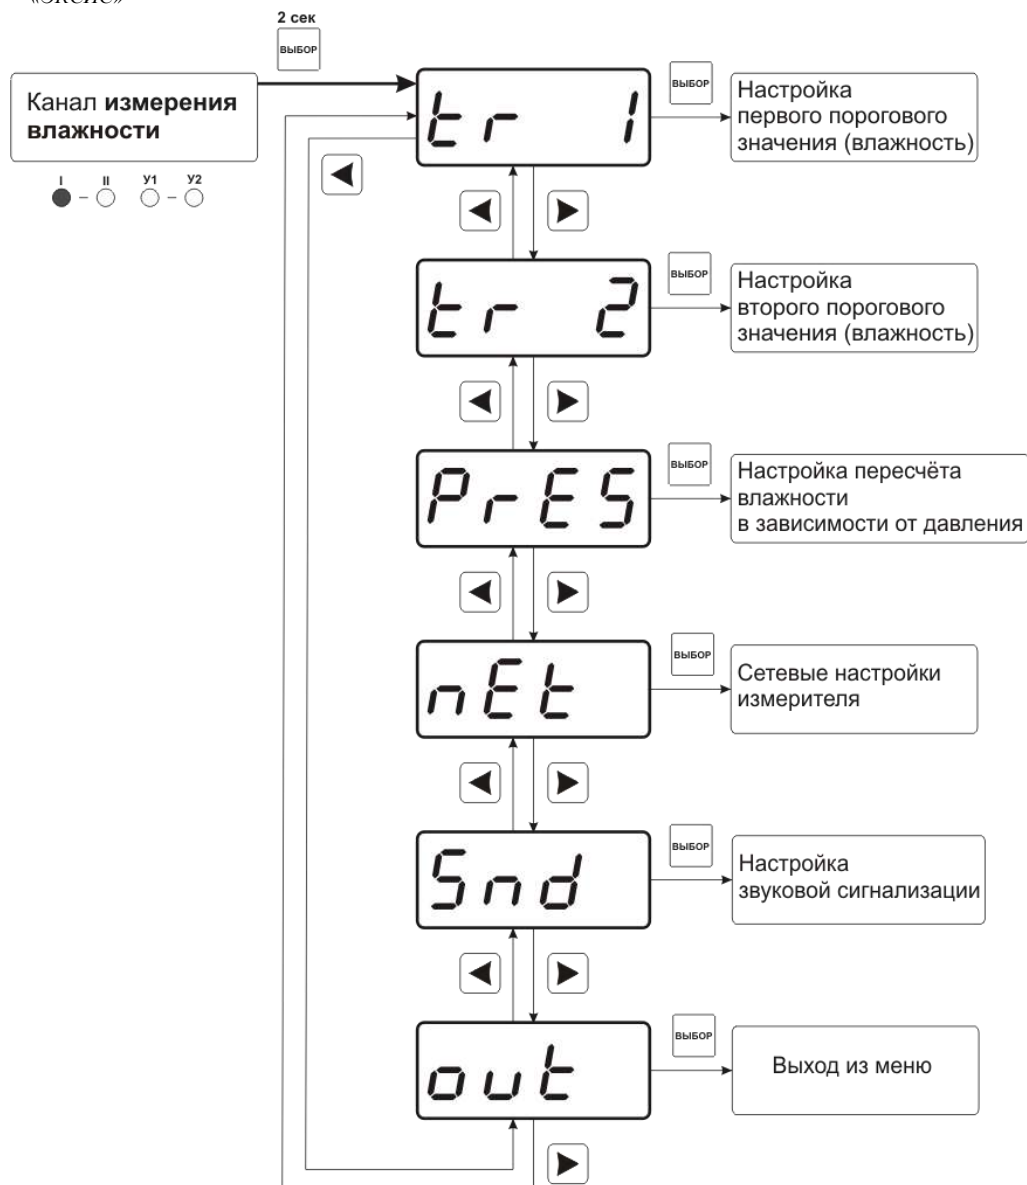 «ЭКСИС»
2 сек
ВЫБОР
Канал измерения
влажности
I II У1 У2
tr 1
ВЫБОР
Настройка
первого порогового
значения (влажность)
tr 2
ВЫБОР
Настройка
второго порогового
значения (влажность)
PrES
ВЫБОР
Настройка пересчёта
влажности
в зависимости от давления
nEt
ВЫБОР
Сетевые настройки
измерителя
Snd
ВЫБОР
Настройка
звуковой сигнализации
out
ВЫБОР
Выход из меню